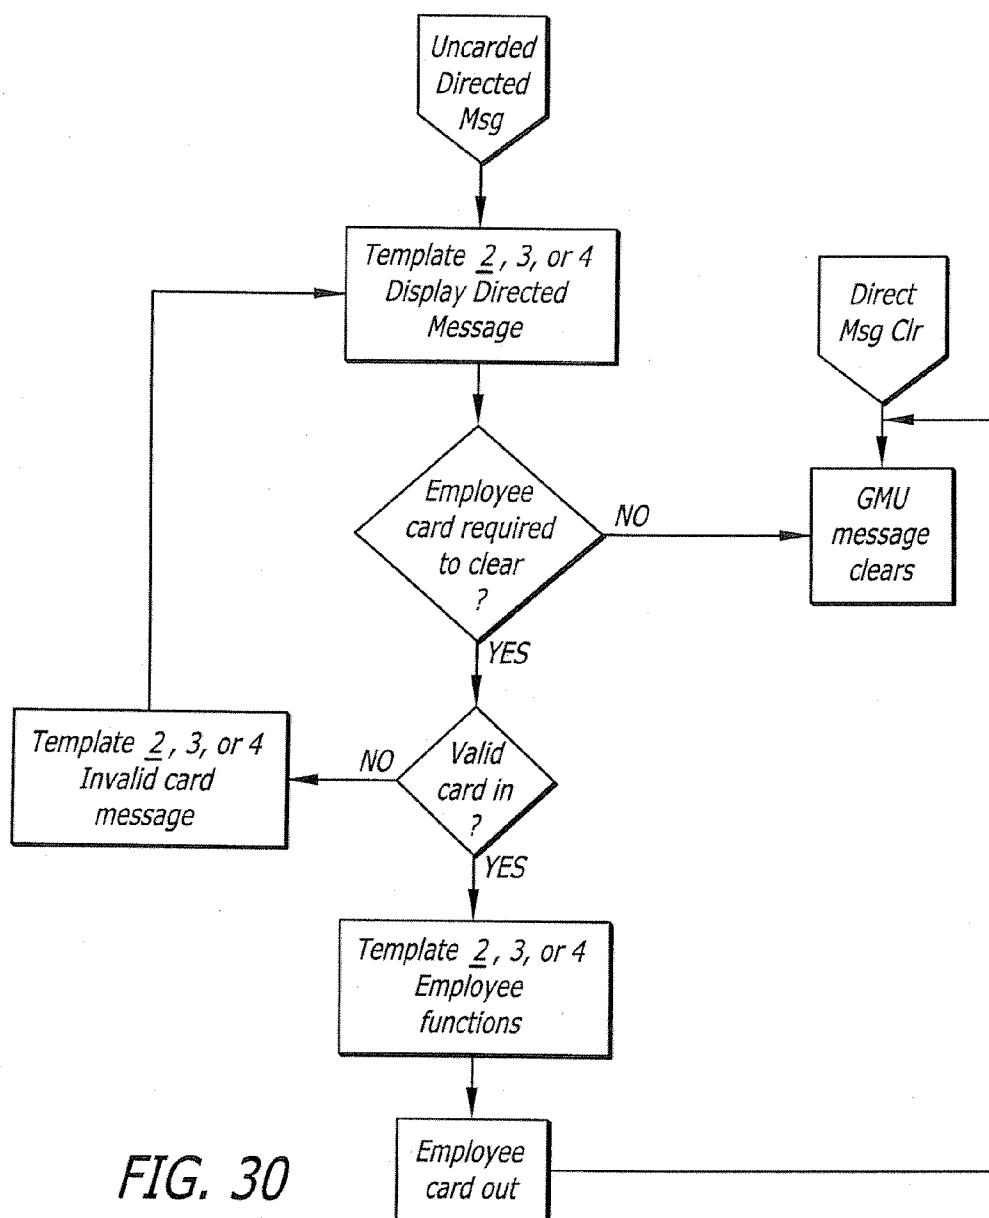 Uncarded
Directed
Msg
Template 2, 3, or 4
Display Directed
Message
Direct
Msg Clr
Employee
card required
to clear
?
NO
GMU
message
clears
YES
Template 2, 3, or 4
Invalid card
message
NO
Valid
card in
?
YES
Template 2, 3, or 4
Employee
functions
Employee
card out
FIG. 30